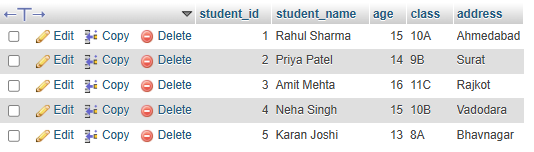 ←T→ student_id student_name age class address
Edit Copy Delete 1 Rahul Sharma 15 10A Ahmedabad
Edit Copy Delete 2 Priya Patel 14 9B Surat
Edit Copy Delete 3 Amit Mehta 16 11C Rajkot
Edit Copy Delete 4 Neha Singh 15 10B Vadodara
Edit Copy Delete 5 Karan Joshi 13 8A Bhavnagar